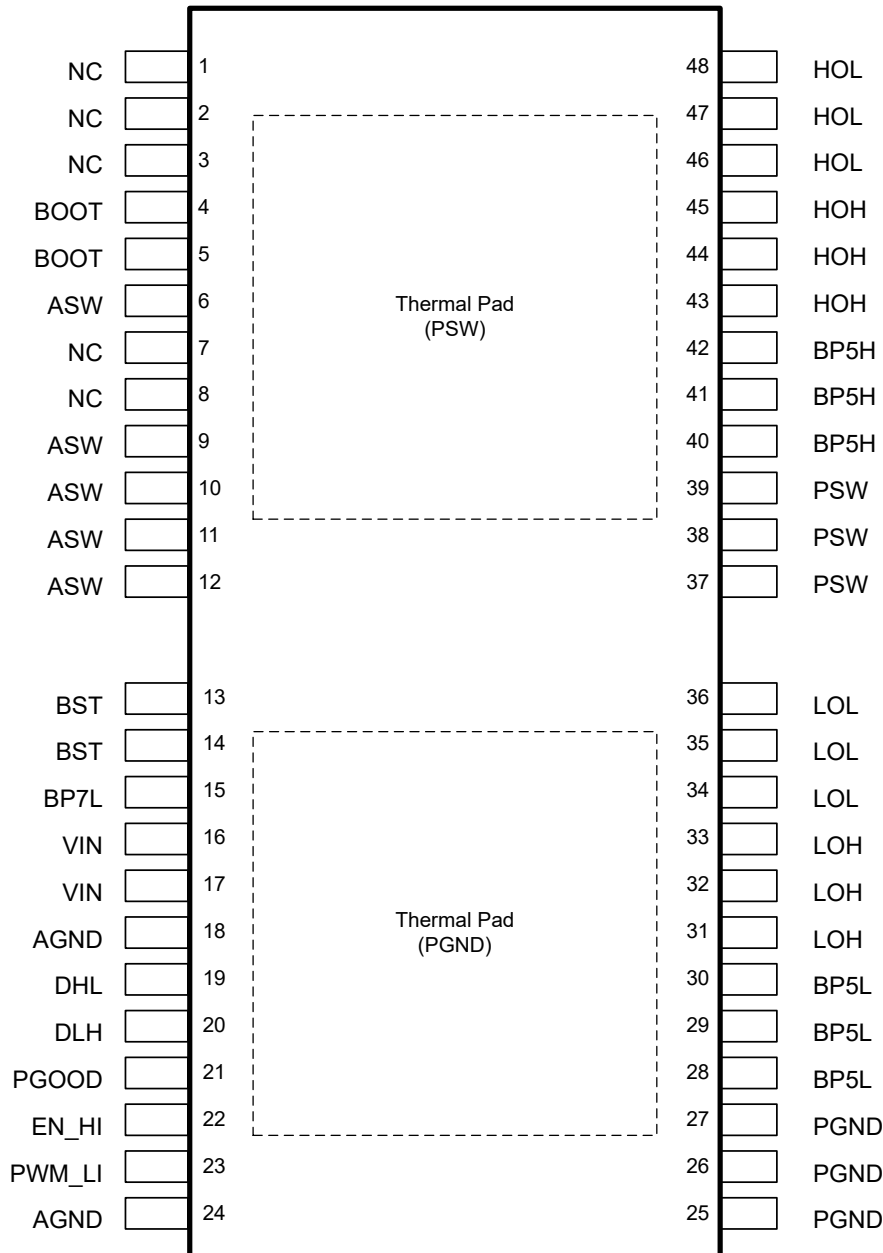 NC 1 48 HOL
NC 2 47 HOL
NC 3 46 HOL
BOOT 4 45 HOH
BOOT 5 44 HOH
ASW 6 Thermal Pad 43 HOH
(PSW)
NC 7 42 BP5H
NC 8 41 BP5H
ASW 9 40 BP5H
ASW 10 39 PSW
ASW 11 38 PSW
ASW 12 37 PSW
BST 13 36 LOL
BST 14 35 LOL
BP7L 15 34 LOL
VIN 16 33 LOH
VIN 17 32 LOH
AGND 18 Thermal Pad 31 LOH
(PGND)
DHL 19 30 BP5L
DLH 20 29 BP5L
PGOOD 21 28 BP5L
EN_HI 22 27 PGND
PWM_LI 23 26 PGND
AGND 24 25 PGND